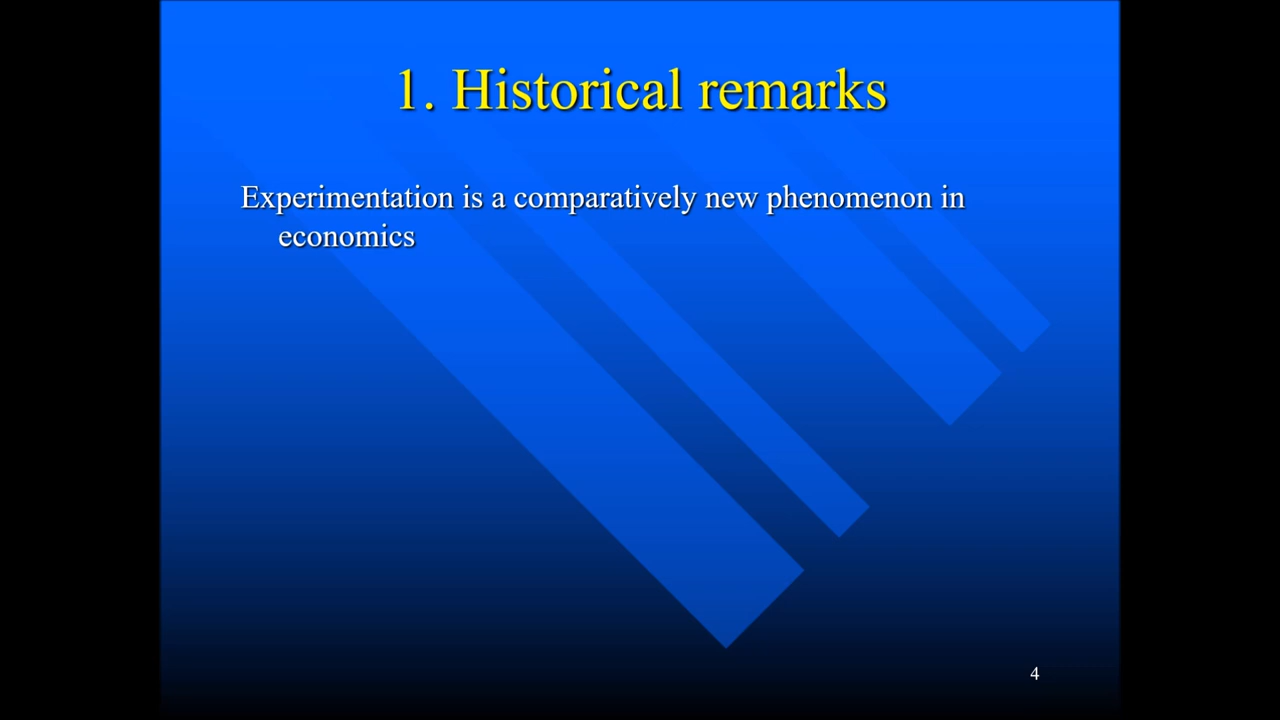 1. Historical remarks
Experimentation is a comparatively new phenomenon in
economics
4